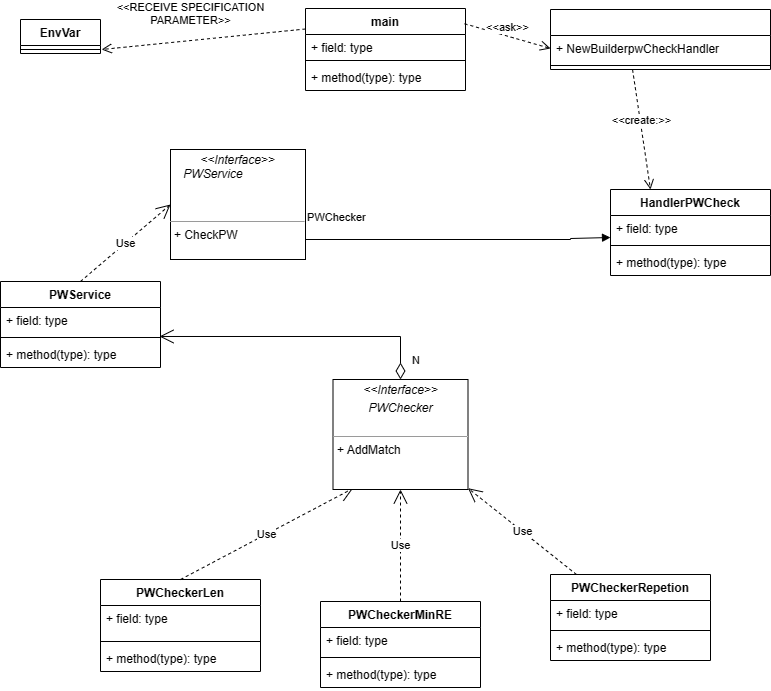 <<RECEIVE SPECIFICATION
PARAMETER>>
EnvVar
main
+ field: type
+ method(type): type
<<ask>>
+ NewBuilderpwCheckHandler
<<create:>>
<<Interface>>
PWService
+ CheckPW
PWChecker
HandlerPWCheck
+ field: type
+ method(type): type
Use
PWService
+ field: type
+ method(type): type
N
<<Interface>>
PWChecker
+ AddMatch
Use
Use
Use
PWCheckerLen
+ field: type
+ method(type): type
PWCheckerMinRE
+ field: type
+ method(type): type
PWCheckerRepetion
+ field: type
+ method(type): type